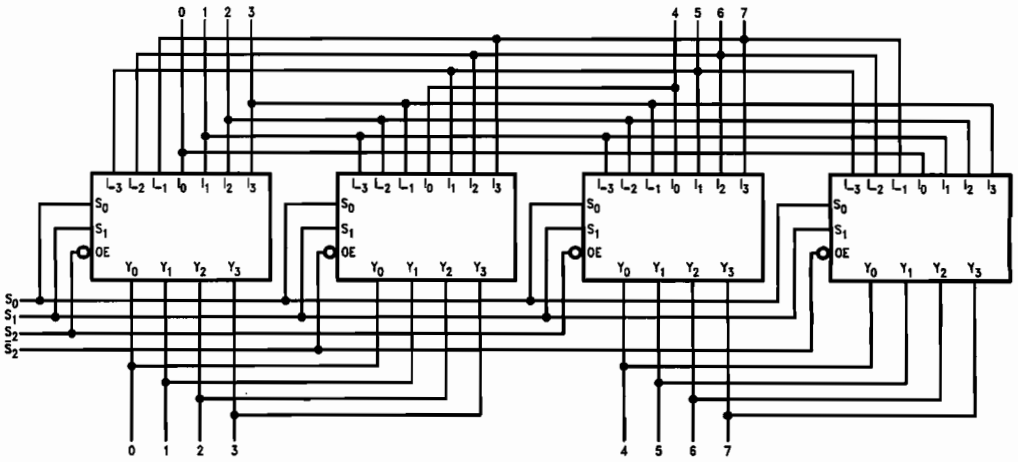 0 1 2 3 4 5 6 7
I₋₃ I₋₂ I₋₁ I₀ I₁ I₂ I₃ I₋₃ I₋₂ I₋₁ I₀ I₁ I₂ I₃ I₋₃ I₋₂ I₋₁ I₀ I₁ I₂ I₃ I₋₃ I₋₂ I₋₁ I₀ I₁ I₂ I₃
S₀ S₀ S₀ S₀
S₁ S₁ S₁ S₁
OE OE OE OE
Y₀ Y₁ Y₂ Y₃ Y₀ Y₁ Y₂ Y₃ Y₀ Y₁ Y₂ Y₃ Y₀ Y₁ Y₂ Y₃
S₀
S₁
S₂
S̅₂
0 1 2 3 4 5 6 7